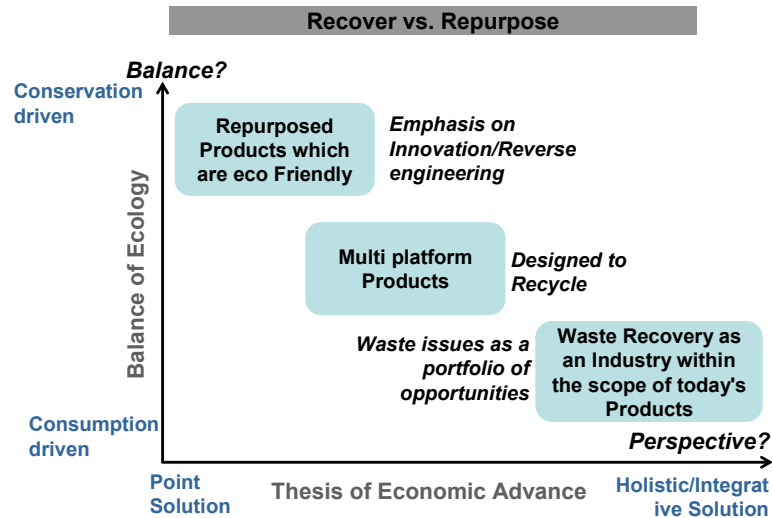 Recover vs. Repurpose
Balance?
Conservation
driven
Repurposed
Products which
are eco Friendly
Emphasis on
Innovation/Reverse
engineering
Balance of Ecology
Multi platform
Products
Designed to
Recycle
Waste issues as a
portfolio of
opportunities
Waste Recovery as
an Industry within
the scope of today's
Products
Consumption
driven
Perspective?
Point
Solution
Thesis of Economic Advance
Holistic/Integrat
ive Solution